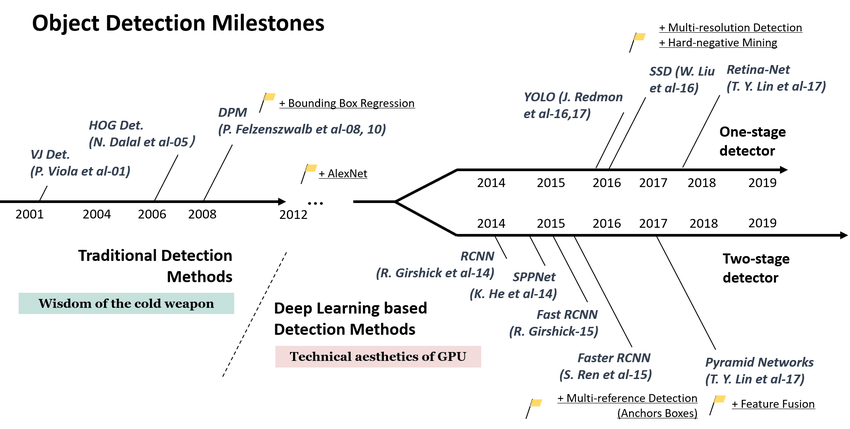 Object Detection Milestones
+ Multi-resolution Detection
+ Hard-negative Mining
SSD (W. Liu
et al-16)
Retina-Net
(T. Y. Lin et al-17)
YOLO (J. Redmon
et al-16,17)
+ Bounding Box Regression
DPM
(P. Felzenszwalb et al-08, 10)
HOG Det.
(N. Dalal et al-05)
VJ Det.
(P. Viola et al-01)
One-stage
detector
+ AlexNet
...
2014 2015 2016 2017 2018 2019
2001 2004 2006 2008 2012
2014 2015 2016 2017 2018 2019
Traditional Detection
Methods
Wisdom of the cold weapon
RCNN
(R. Girshick et al-14)
SPPNet
(K. He et al-14)
Two-stage
detector
Deep Learning based
Detection Methods
Technical aesthetics of GPU
Fast RCNN
(R. Girshick-15)
Faster RCNN
(S. Ren et al-15)
Pyramid Networks
(T. Y. Lin et al-17)
+ Multi-reference Detection
(Anchors Boxes)
+ Feature Fusion